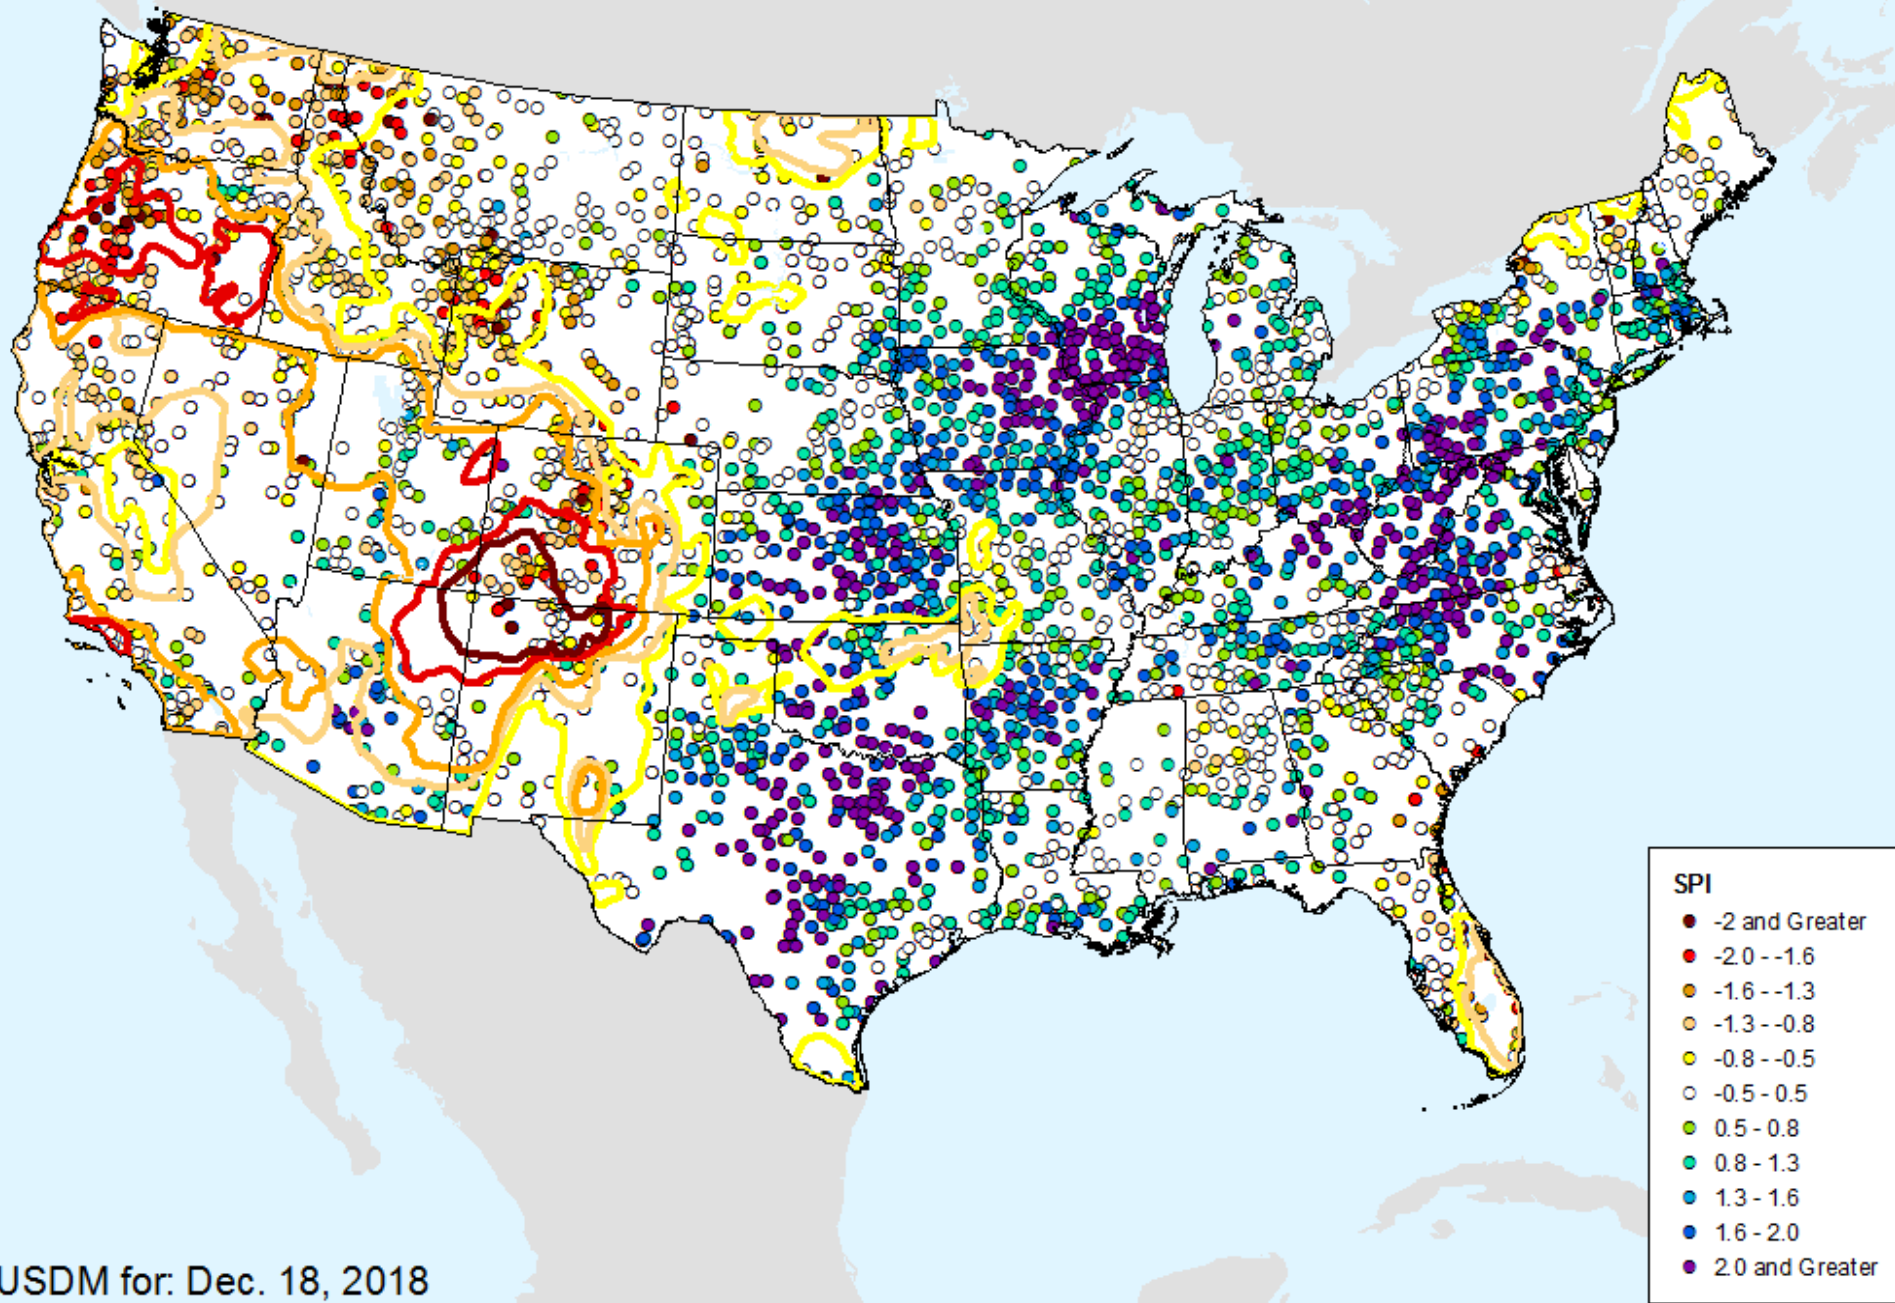 SPI
-2 and Greater
-2.0 - -1.6
-1.6 - -1.3
-1.3 - -0.8
-0.8 - -0.5
-0.5 - 0.5
0.5 - 0.8
0.8 - 1.3
1.3 - 1.6
1.6 - 2.0
2.0 and Greater
USDM for: Dec. 18, 2018